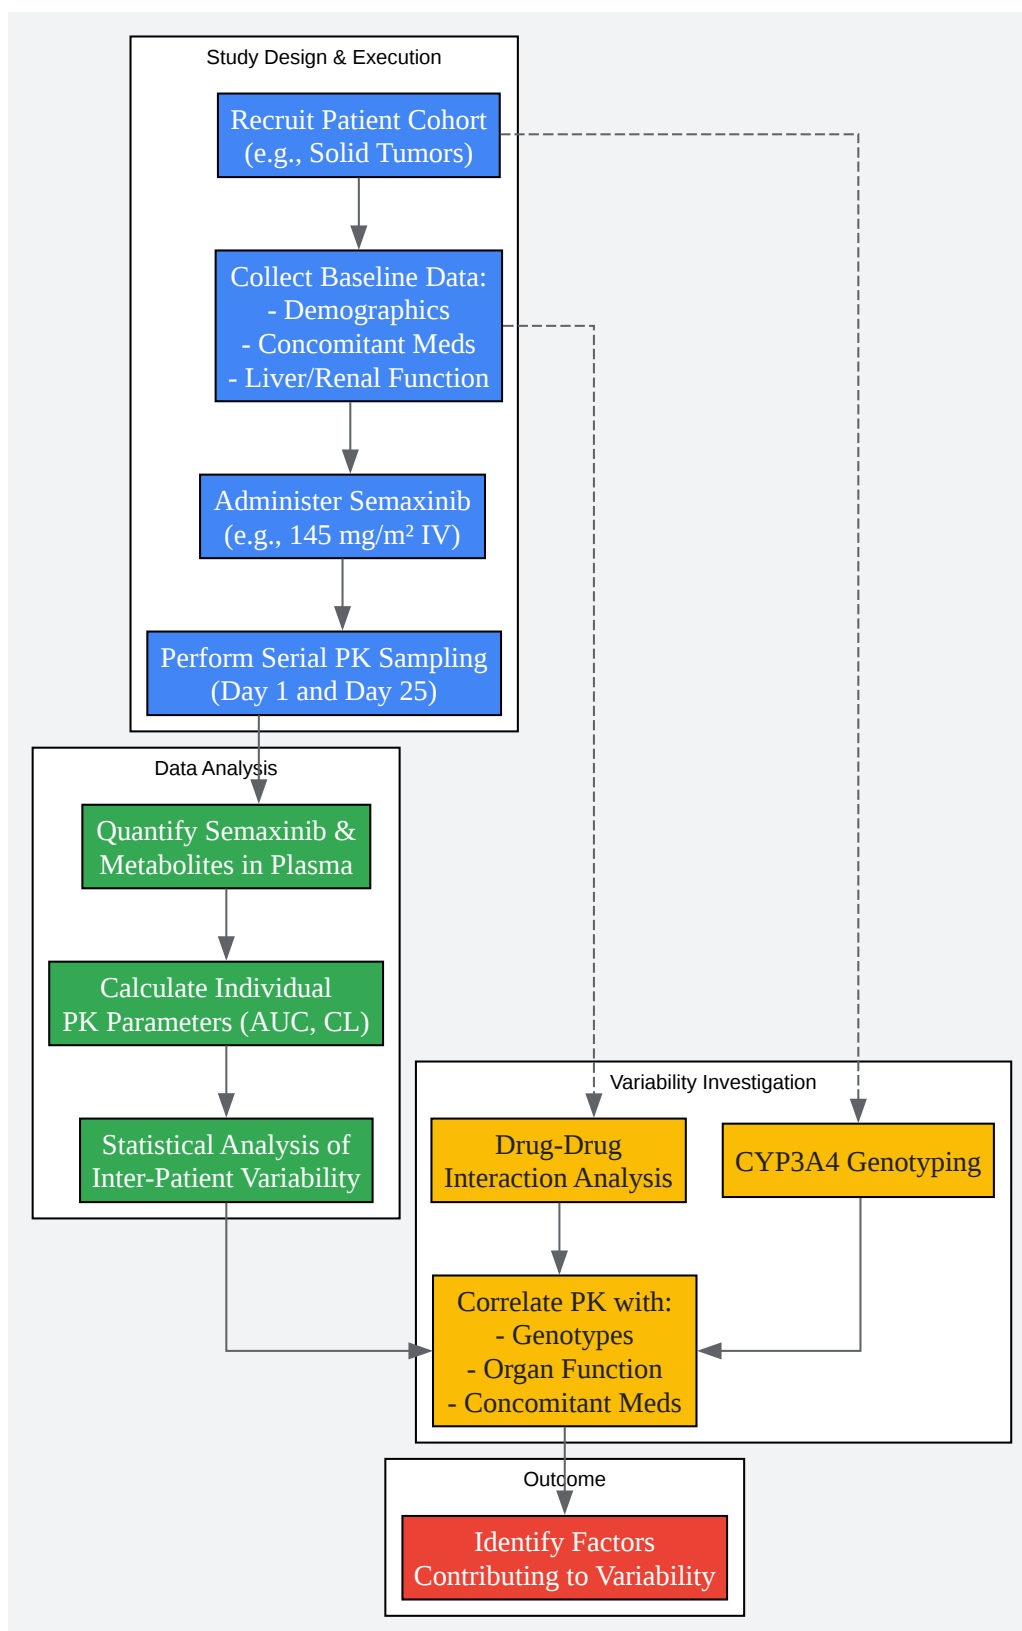 Study Design & Execution
Recruit Patient Cohort
(e.g., Solid Tumors)
Collect Baseline Data:
- Demographics
- Concomitant Meds
- Liver/Renal Function
Administer Semaxinib
(e.g., 145 mg/m² IV)
Perform Serial PK Sampling
(Day 1 and Day 25)
Data Analysis
Quantify Semaxinib &
Metabolites in Plasma
Calculate Individual
PK Parameters (AUC, CL)
Statistical Analysis of
Inter-Patient Variability
Variability Investigation
Drug-Drug
Interaction Analysis
CYP3A4 Genotyping
Correlate PK with:
- Genotypes
- Organ Function
- Concomitant Meds
Outcome
Identify Factors
Contributing to Variability